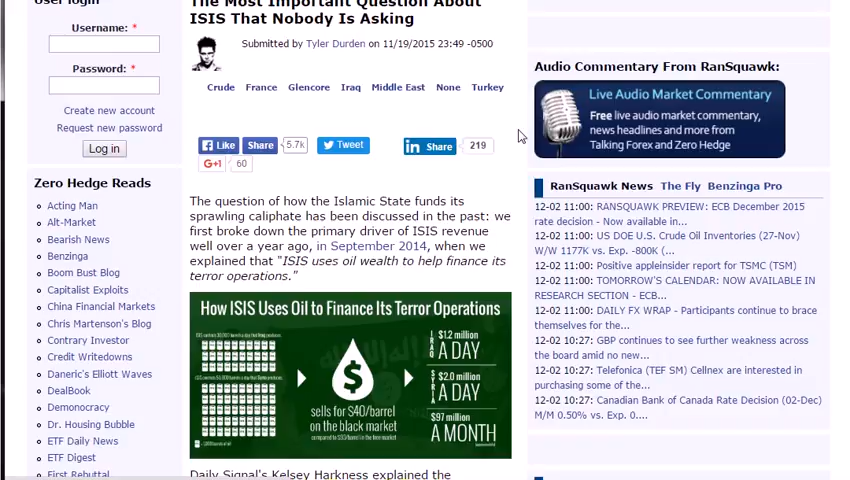 User login
Username: *
Password: *
Create new account
Request new password
Log in
Zero Hedge Reads
Acting Man
Alt-Market
Bearish News
Benzinga
Boom Bust Blog
Capitalist Exploits
China Financial Markets
Chris Martenson's Blog
Contrary Investor
Credit Writedowns
Daneric's Elliott Waves
DealBook
Demonocracy
Dr. Housing Bubble
ETF Daily News
ETF Digest
First Rebuttal
The Most Important Question About
ISIS That Nobody Is Asking
Submitted by Tyler Durden on 11/19/2015 23:49 -0500
Crude France Glencore Iraq Middle East None Turkey
Like Share 5.7k Tweet Share 219
G+1 60
The question of how the Islamic State funds its
sprawling caliphate has been discussed in the past: we
first broke down the primary driver of ISIS revenue
well over a year ago, in September 2014, when we
explained that "ISIS uses oil wealth to help finance its
terror operations."
How ISIS Uses Oil to Finance Its Terror Operations
$
sells for $40/barrel
on the black market
IRAQ $1.2 million
A DAY
SYRIA $2.0 million
A DAY
$97 million
A MONTH
Daily Signal's Kelsey Harkness explained the
Audio Commentary From RanSquawk:
Live Audio Market Commentary
Free live audio market commentary,
news headlines and more from
Talking Forex and Zero Hedge
RanSquawk News The Fly Benzinga Pro
12-02 11:00: RANSQUAWK PREVIEW: ECB December 2015
rate decision - Now available in...
12-02 11:00: US DOE U.S. Crude Oil Inventories (27-Nov)
W/W 1177K vs. Exp. -800K (...
12-02 11:00: Positive appleinsider report for TSMC (TSM)
12-02 11:00: TOMORROW'S CALENDAR: NOW AVAILABLE IN
RESEARCH SECTION - ECB...
12-02 11:00: DAILY FX WRAP - Participants continue to brace
themselves for the...
12-02 10:27: GBP continues to see further weakness across
the board amid no new...
12-02 10:27: Telefonica (TEF SM) Cellnex are interested in
purchasing some of the...
12-02 10:27: Canadian Bank of Canada Rate Decision (02-Dec)
M/M 0.50% vs. Exp. 0....